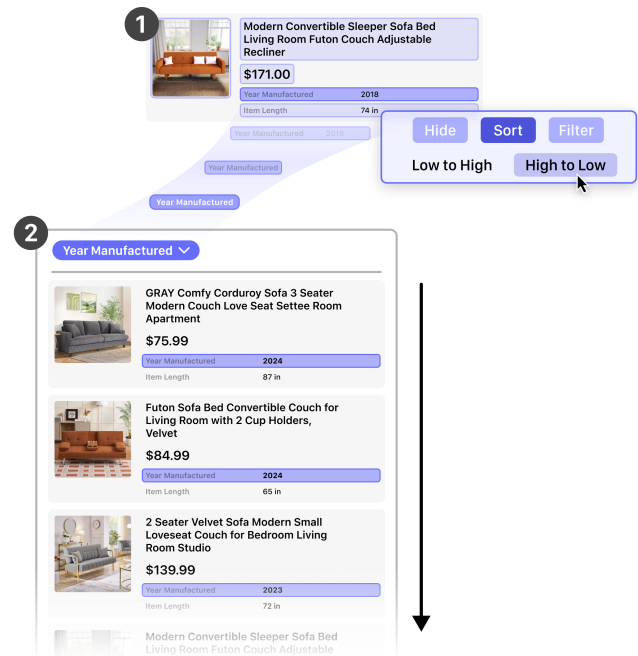 1
Modern Convertible Sleeper Sofa Bed
Living Room Futon Couch Adjustable
Recliner
$171.00
Year Manufactured 2018
Item Length 74 in
Hide Sort Filter
Low to High High to Low
Year Manufactured 2018
Year Manufactured
Year Manufactured
2
Year Manufactured
GRAY Comfy Corduroy Sofa 3 Seater
Modern Couch Love Seat Settee Room
Apartment
$75.99
Year Manufactured 2024
Item Length 87 in
Futon Sofa Bed Convertible Couch for
Living Room with 2 Cup Holders,
Velvet
$84.99
Year Manufactured 2024
Item Length 65 in
2 Seater Velvet Sofa Modern Small
Loveseat Couch for Bedroom Living
Room Studio
$139.99
Year Manufactured 2023
Item Length 72 in
Modern Convertible Sleeper Sofa Bed
Living Room Futon Couch Adjustable